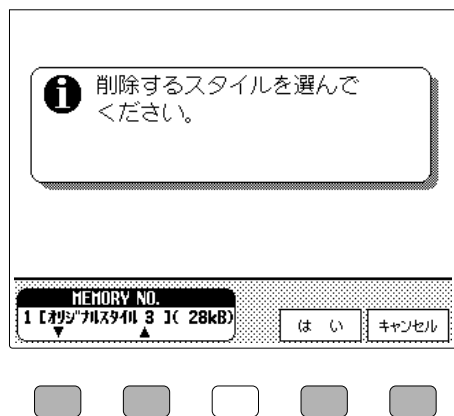 削除するスタイルを選んで
ください。
MEMORY NO.
1 [ｵﾘｼﾞﾅﾙｽﾀｲﾙ 3 ]( 28kB)
▼ ▲
はい
キャンセル